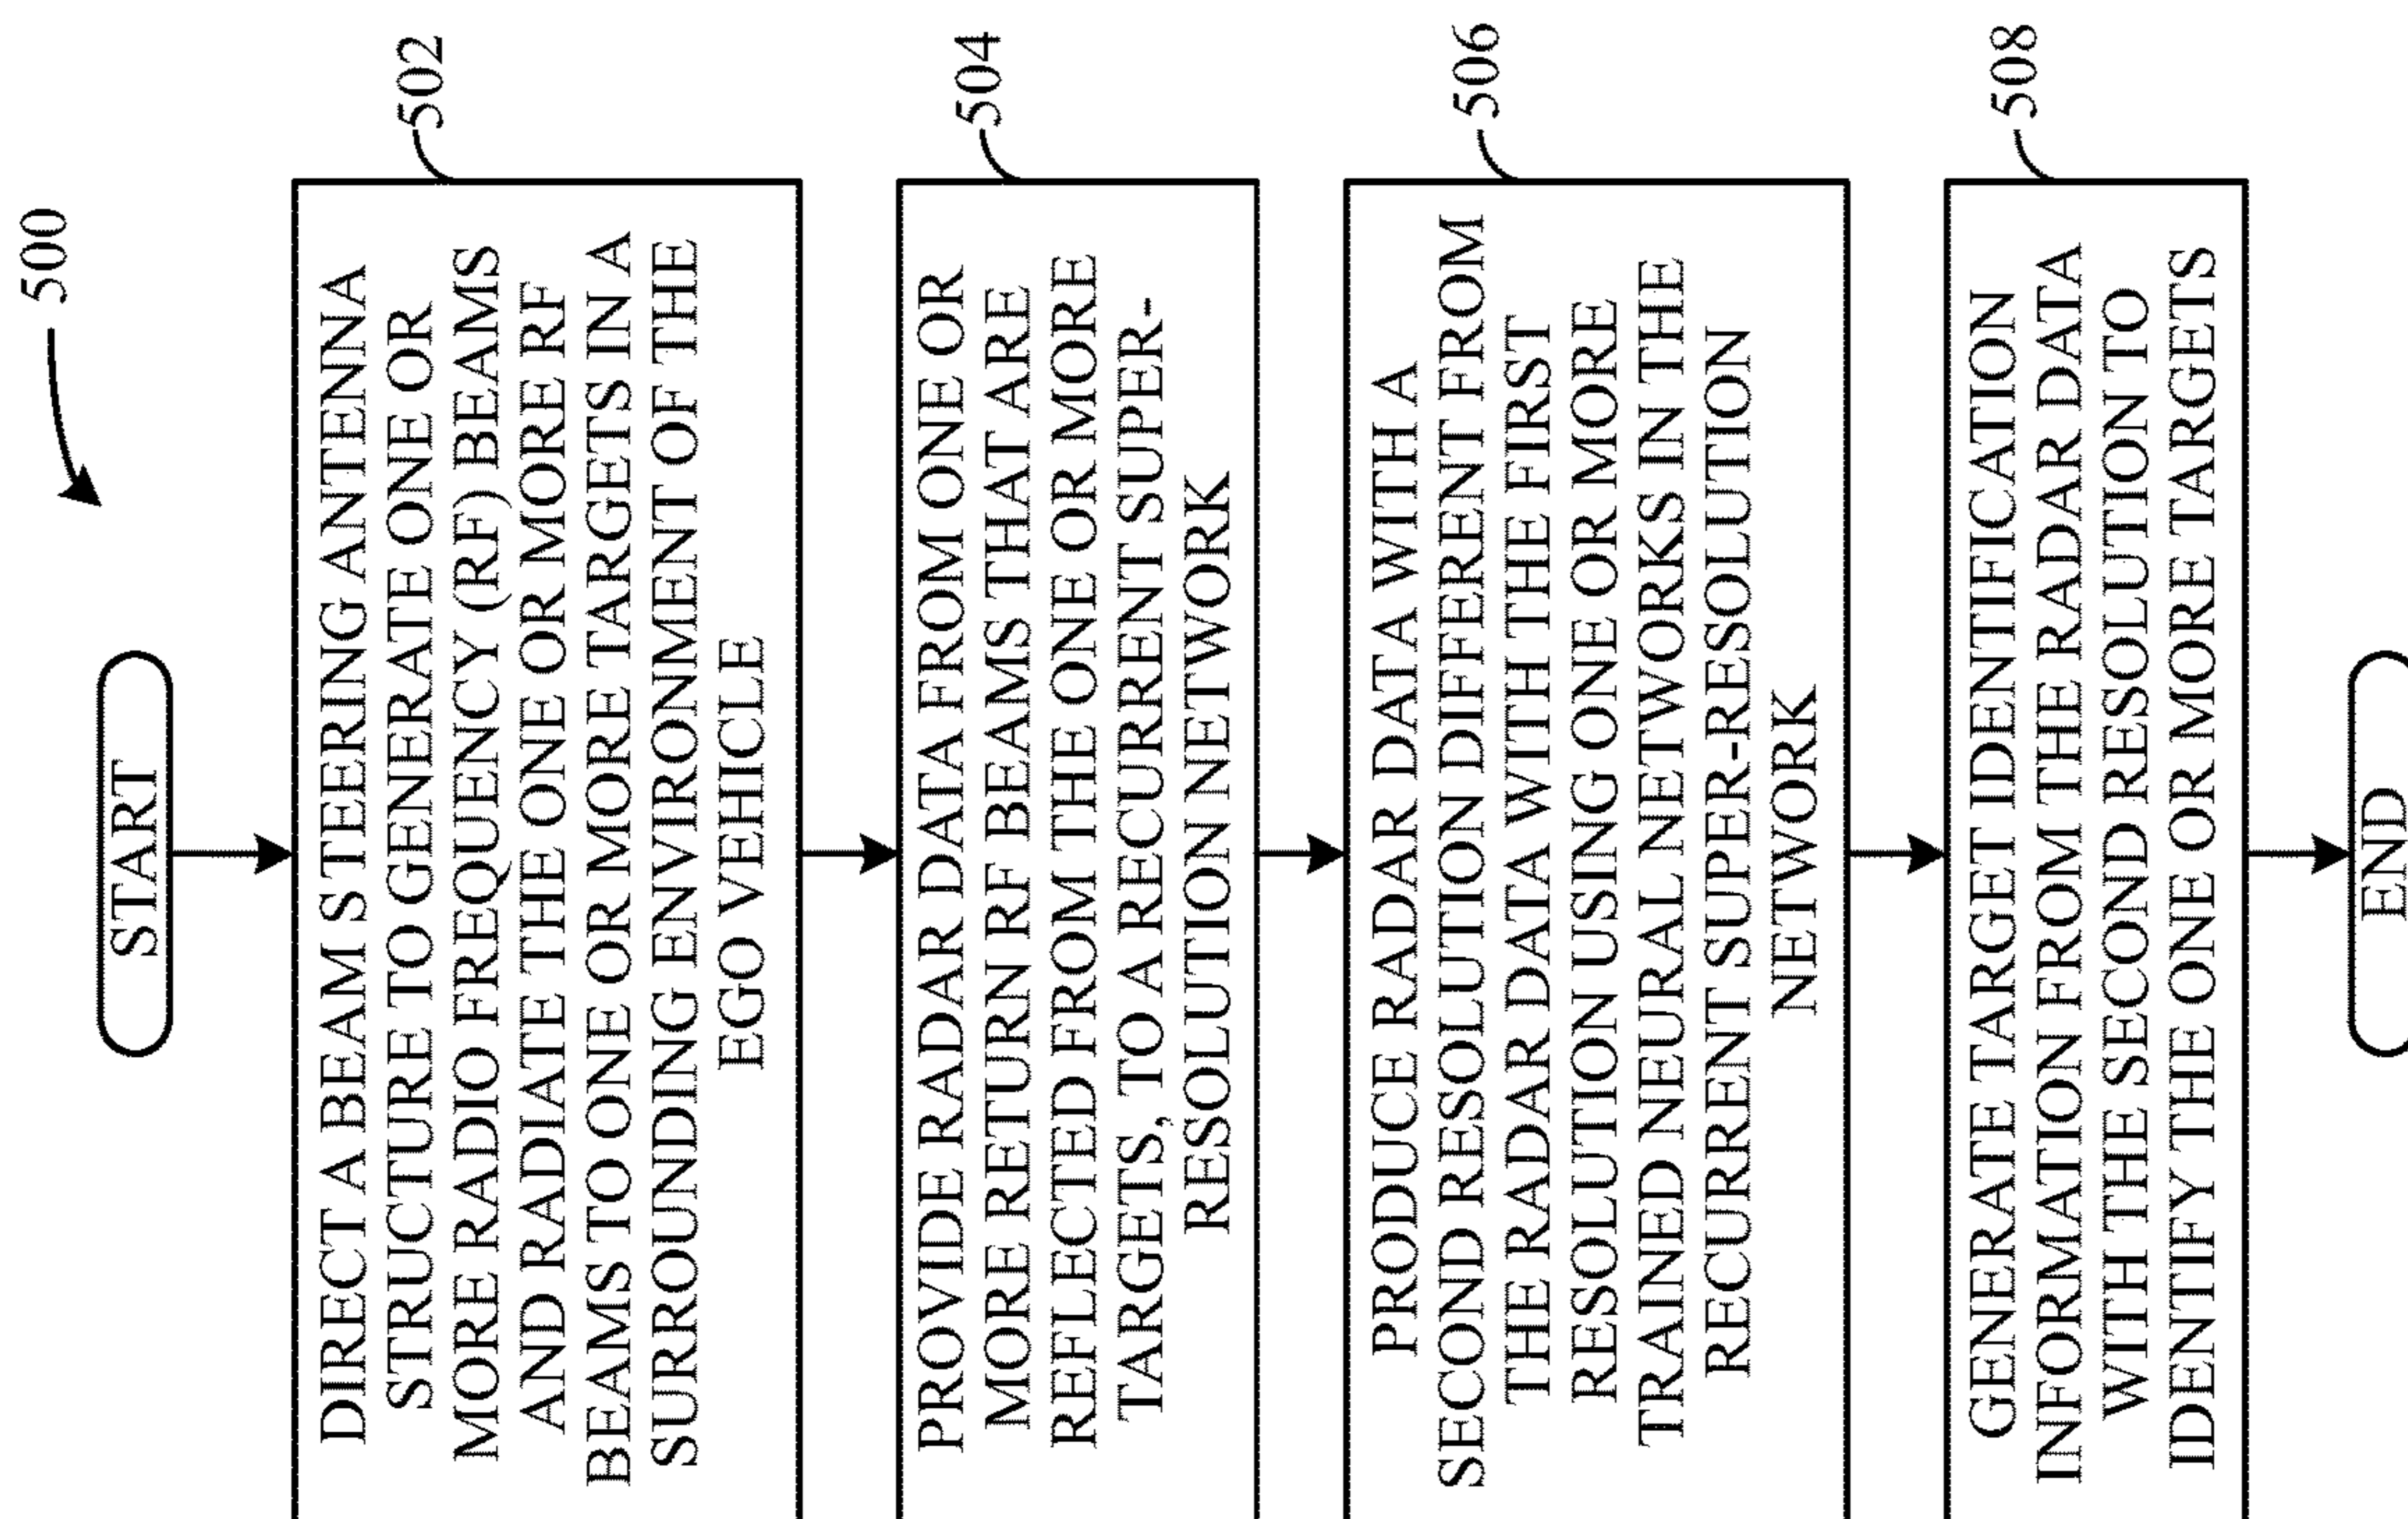 500
START
DIRECT A BEAM STEERING ANTENNA
STRUCTURE TO GENERATE ONE OR
MORE RADIO FREQUENCY (RF) BEAMS
AND RADIATE THE ONE OR MORE RF
BEAMS TO ONE OR MORE TARGETS IN A
SURROUNDING ENVIRONMENT OF THE
EGO VEHICLE
502
PROVIDE RADAR DATA FROM ONE OR
MORE RETURN RF BEAMS THAT ARE
REFLECTED FROM THE ONE OR MORE
TARGETS, TO A RECURRENT SUPER-
RESOLUTION NETWORK
504
PRODUCE RADAR DATA WITH A
SECOND RESOLUTION DIFFERENT FROM
THE RADAR DATA WITH THE FIRST
RESOLUTION USING ONE OR MORE
TRAINED NEURAL NETWORKS IN THE
RECURRENT SUPER-RESOLUTION
NETWORK
506
GENERATE TARGET IDENTIFICATION
INFORMATION FROM THE RADAR DATA
WITH THE SECOND RESOLUTION TO
IDENTIFY THE ONE OR MORE TARGETS
508
END